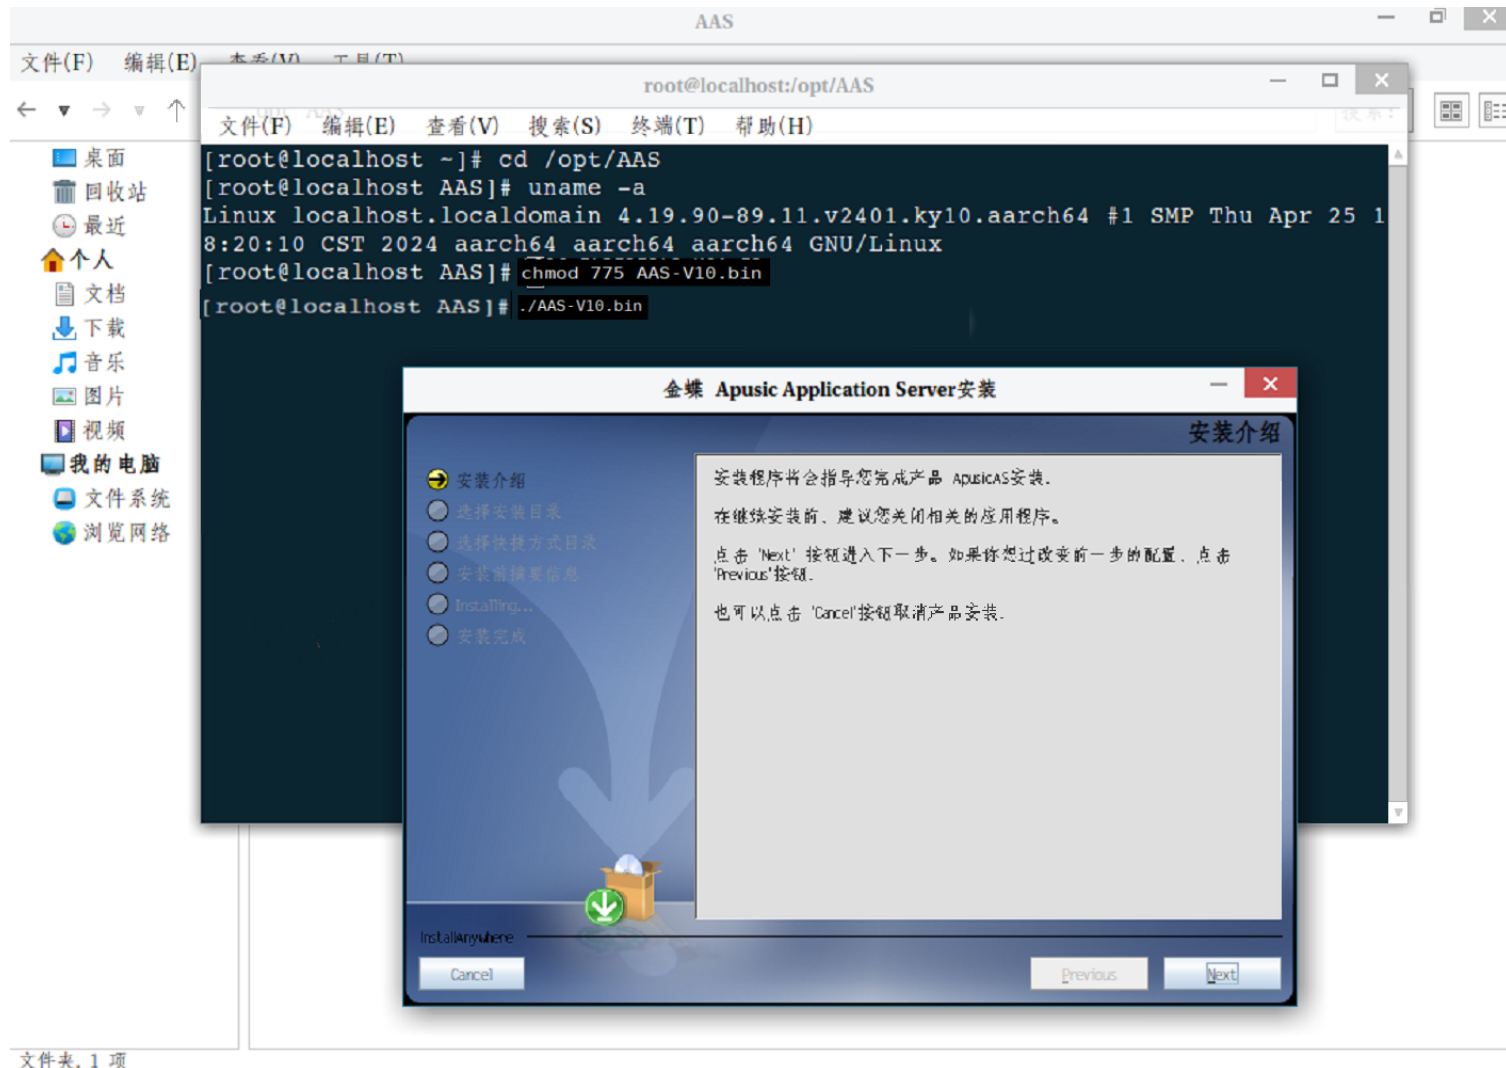 AAS
文件(F) 编辑(E) 查看(V) 工具(T)
root@localhost:/opt/AAS
文件(F) 编辑(E) 查看(V) 搜索(S) 终端(T) 帮助(H)
桌面
回收站
最近
个人
文档
下载
音乐
图片
视频
我的电脑
文件系统
浏览网络
[root@localhost ~]# cd /opt/AAS
[root@localhost AAS]# uname -a
Linux localhost.localdomain 4.19.90-89.11.v2401.ky10.aarch64 #1 SMP Thu Apr 25 1
8:20:10 CST 2024 aarch64 aarch64 aarch64 GNU/Linux
[root@localhost AAS]# chmod 775 AAS-V10.bin
[root@localhost AAS]# ./AAS-V10.bin
金蝶 Apusic Application Server安装
安装介绍
安装介绍
选择安装目录
选择快捷方式目录
安装前摘要信息
Installing...
安装完成
安装程序将会指导您完成产品 ApusicAS安装.
在继续安装前、建议您关闭相关的应用程序。
点击 'Next' 按钮进入下一步。如果你想过改变前一步的配置、点击
'Previous'按钮.
也可以点击 'Cancel'按钮取消产品安装.
InstallAnywhere
Cancel
Previous
Next
文件夹, 1 项